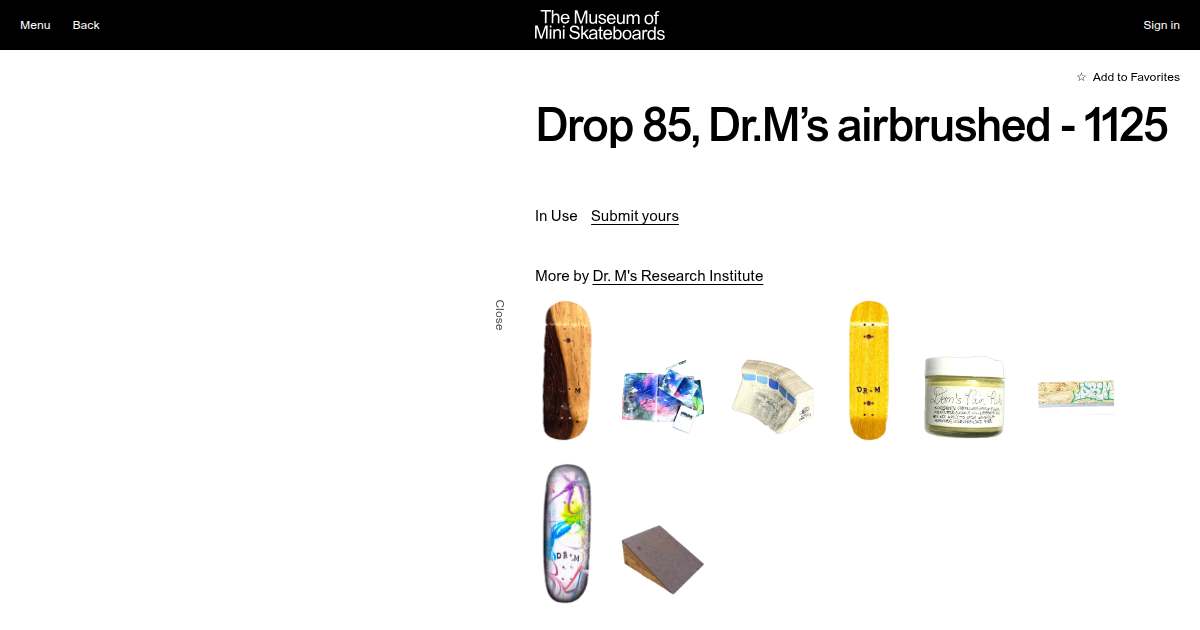 Menu
Back
The Museum of
Mini Skateboards
Sign in
☆ Add to Favorites
Drop 85, Dr.M’s airbrushed - 1125
In Use Submit yours
More by Dr. M's Research Institute
Close
DR.M
DR.M